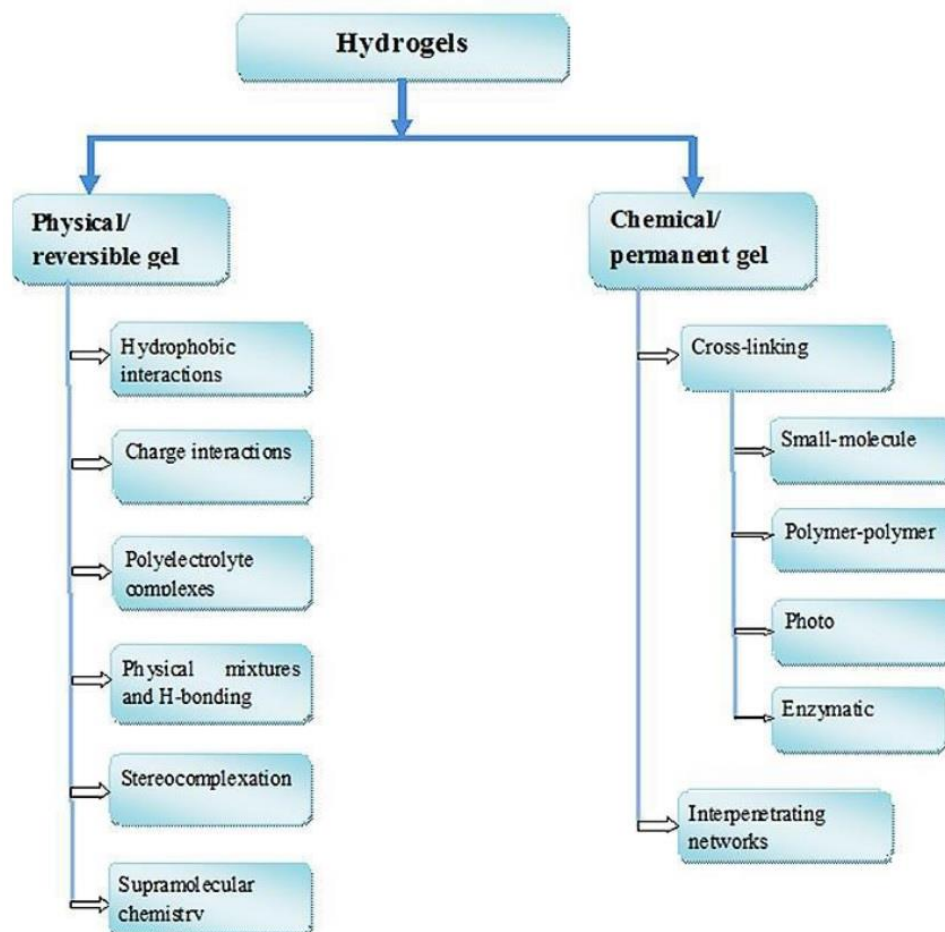 Hydrogels
Physical/
reversible gel
Hydrophobic
interactions
Charge interactions
Polyelectrolyte
complexes
Physical mixtures
and H-bonding
Stereocomplexation
Supramolecular
chemistry
Chemical/
permanent gel
Cross-linking
Small-molecule
Polymer-polymer
Photo
Enzymatic
Interpenetrating
networks